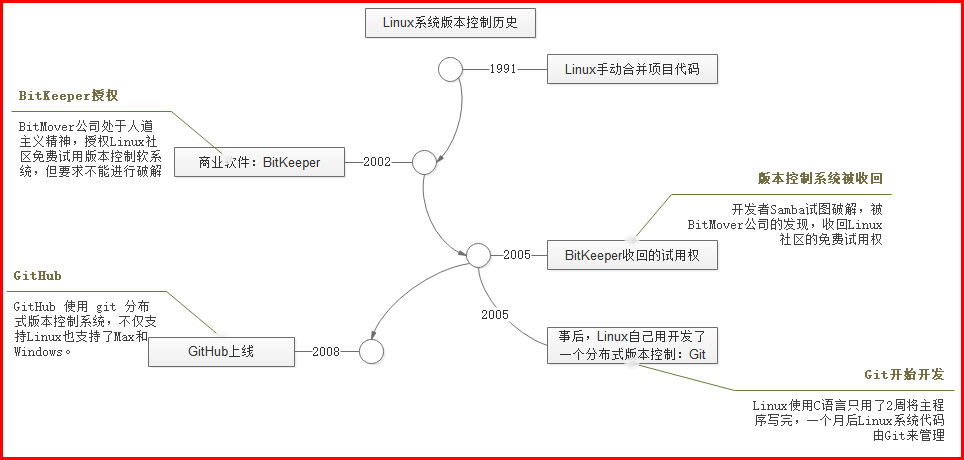 Linux系统版本控制历史
1991
Linux手动合并项目代码
BitKeeper授权
BitMover公司处于人道
主义精神，授权Linux社
区免费试用版本控制软系
统，但要求不能进行破解
商业软件：BitKeeper
2002
版本控制系统被收回
开发者Samba试图破解，被
BitMover公司的发现，收回Linux
社区的免费试用权
2005
BitKeeper收回的试用权
GitHub
GitHub 使用 git 分布
式版本控制系统，不仅支
持Linux也支持了Max和
Windows。
GitHub上线
2008
2005
事后，Linux自己用开发了
一个分布式版本控制：Git
Git开始开发
Linux使用C语言只用了2周将主程
序写完，一个月后Linux系统代码
由Git来管理